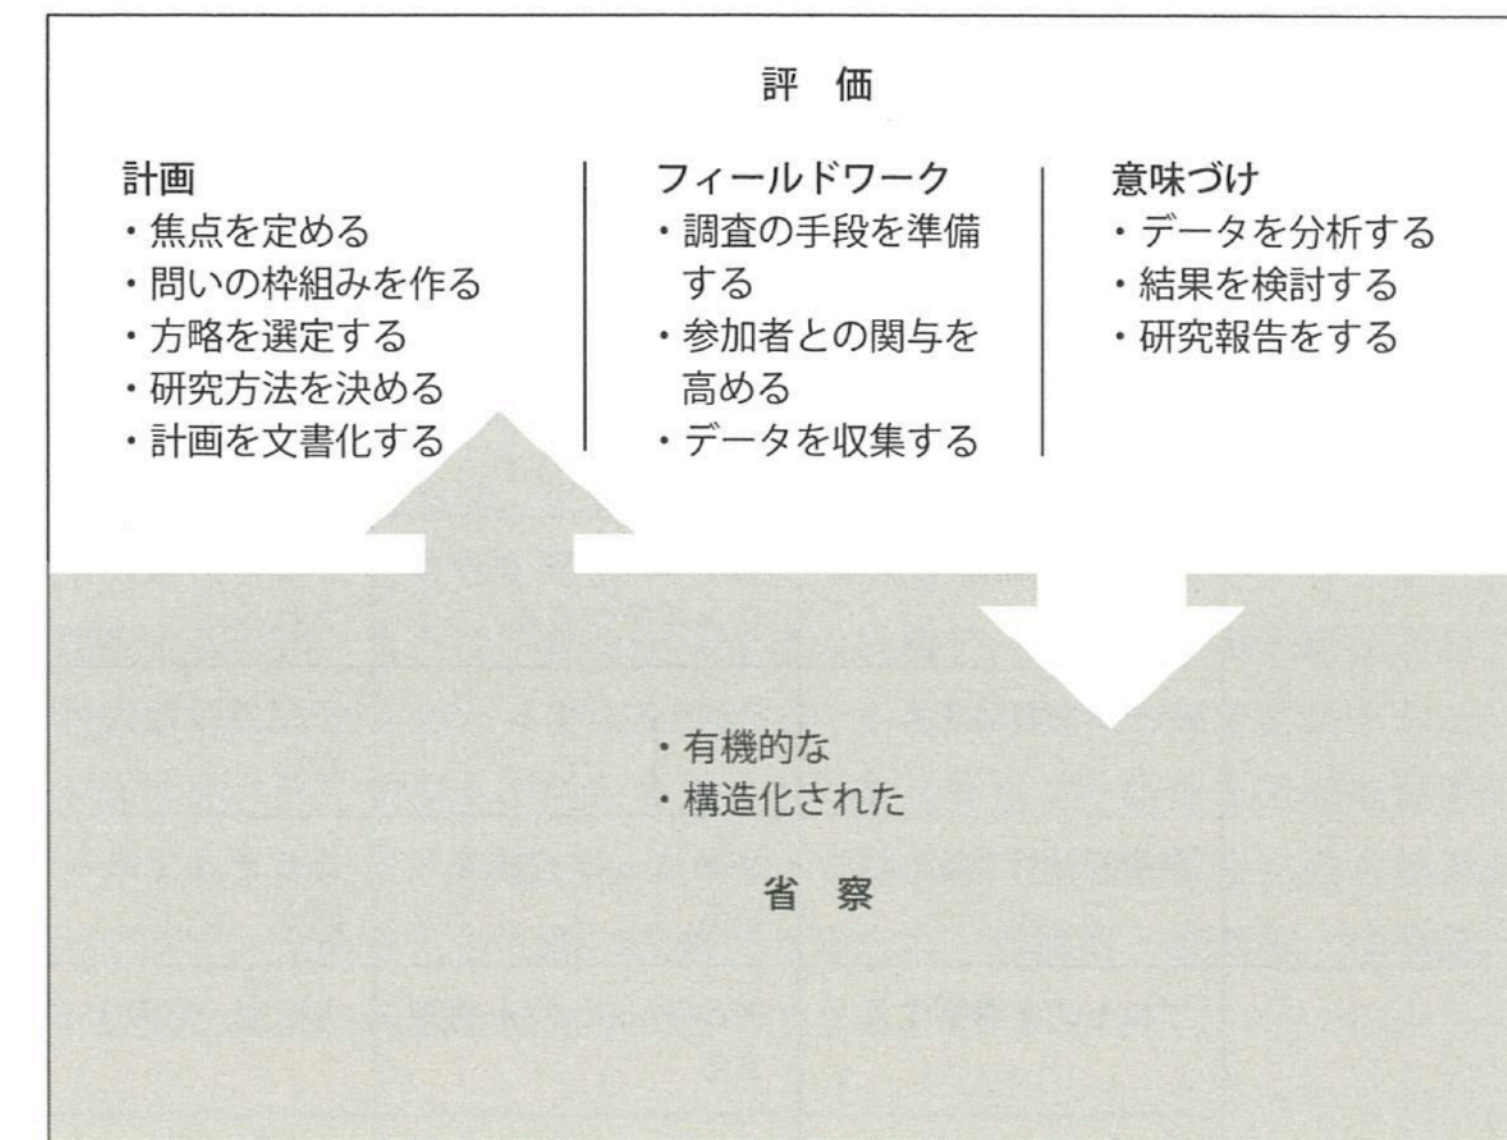 評 価
計画
・焦点を定める
・問いの枠組みを作る
・方略を選定する
・研究方法を決める
・計画を文書化する
フィールドワーク
・調査の手段を準備
する
・参加者との関与を
高める
・データを収集する
意味づけ
・データを分析する
・結果を検討する
・研究報告をする
・有機的な
・構造化された
省 察